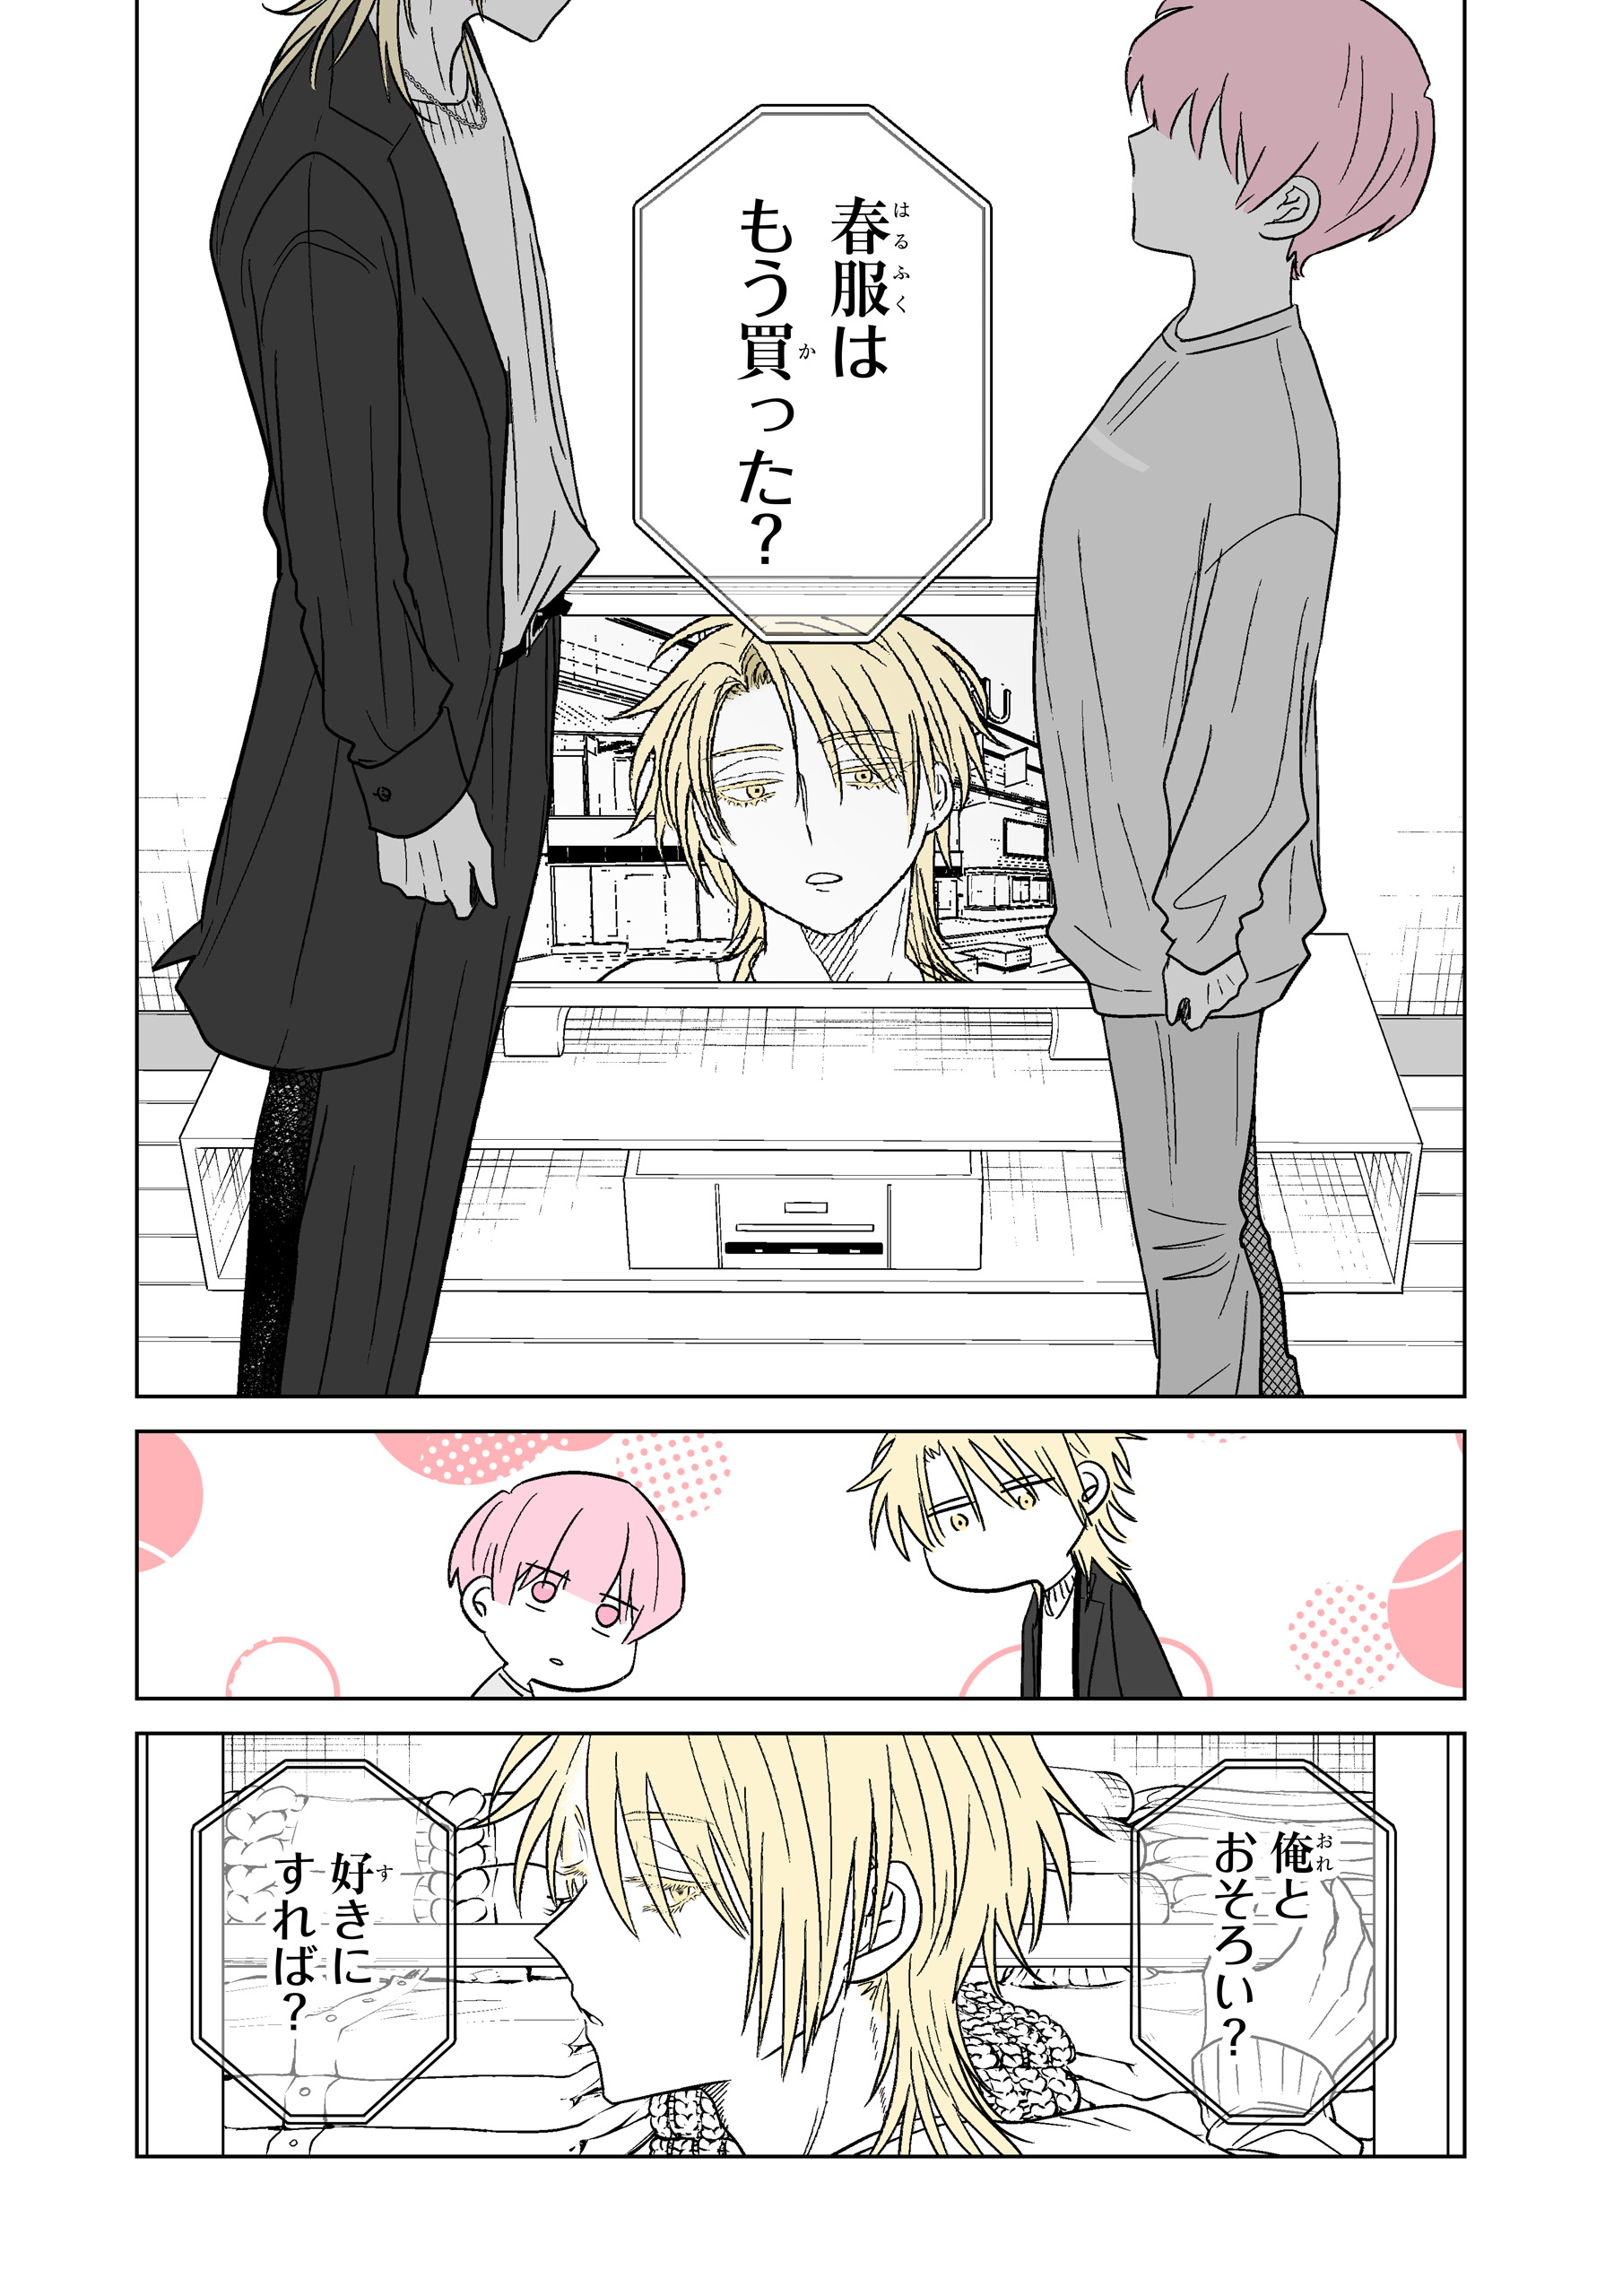 春服は
もう買った?
俺と
おそろい?
好きに
すれば?